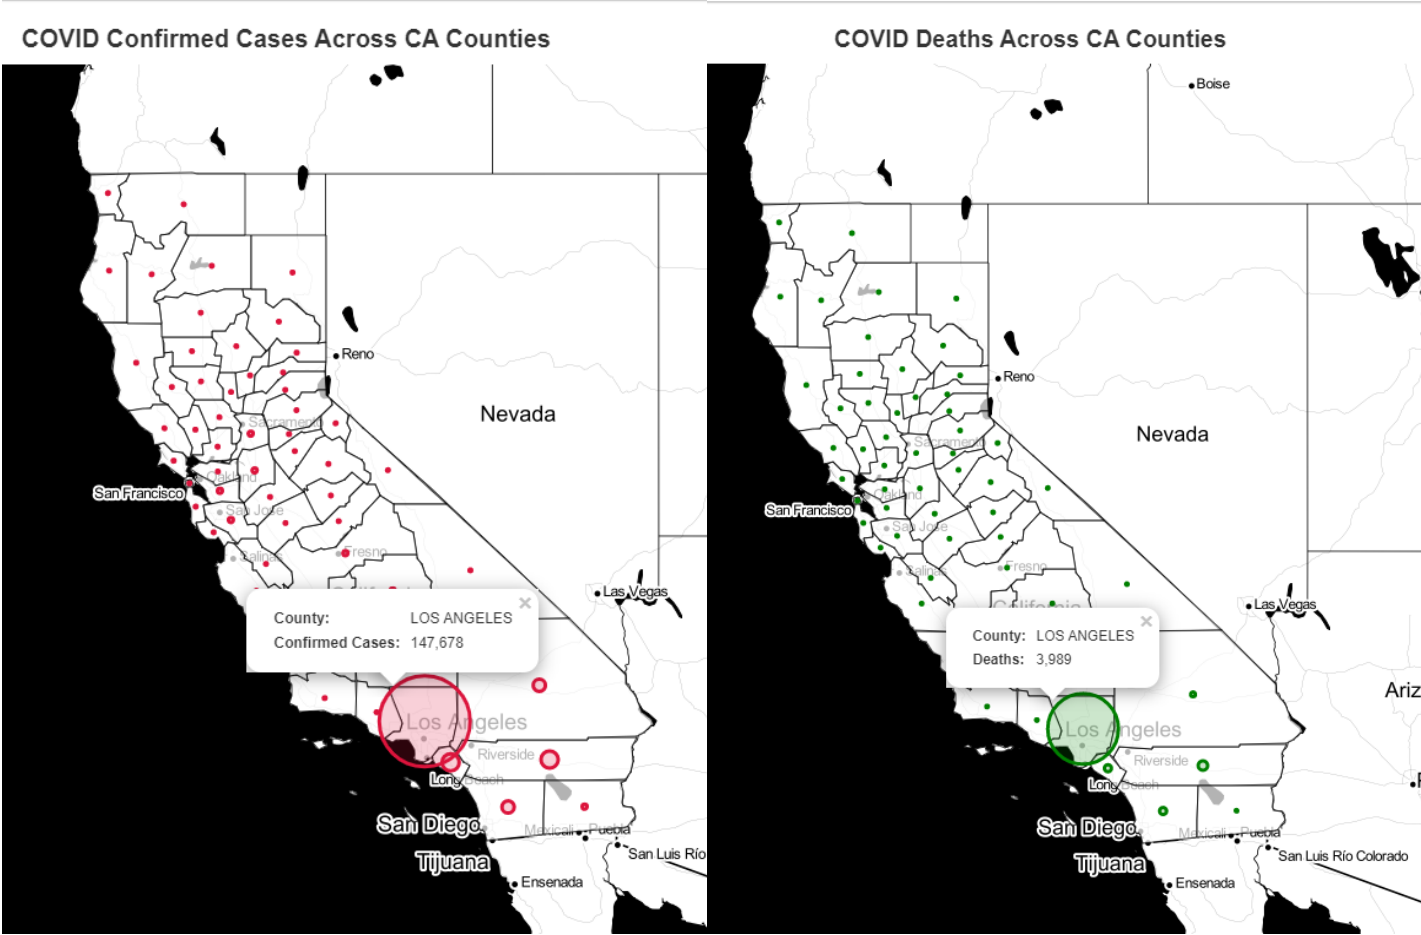 COVID Confirmed Cases Across CA Counties
Reno
Nevada
Sacramento
Oakland
San Francisco
San Jose
Salinas
Fresno
Las Vegas
County: LOS ANGELES
Confirmed Cases: 147,678
×
Los Angeles
Riverside
Long Beach
San Diego
Mexicali
Puebla
Tijuana
San Luis Río
Ensenada
COVID Deaths Across CA Counties
Boise
Reno
Nevada
Sacramento
Oakland
San Francisco
San Jose
Salinas
Fresno
California
Las Vegas
County: LOS ANGELES
Deaths: 3,989
×
Ariz
Los Angeles
Riverside
Long Beach
San Diego
Mexicali
Puebla
Tijuana
San Luis Río Colorado
Ensenada